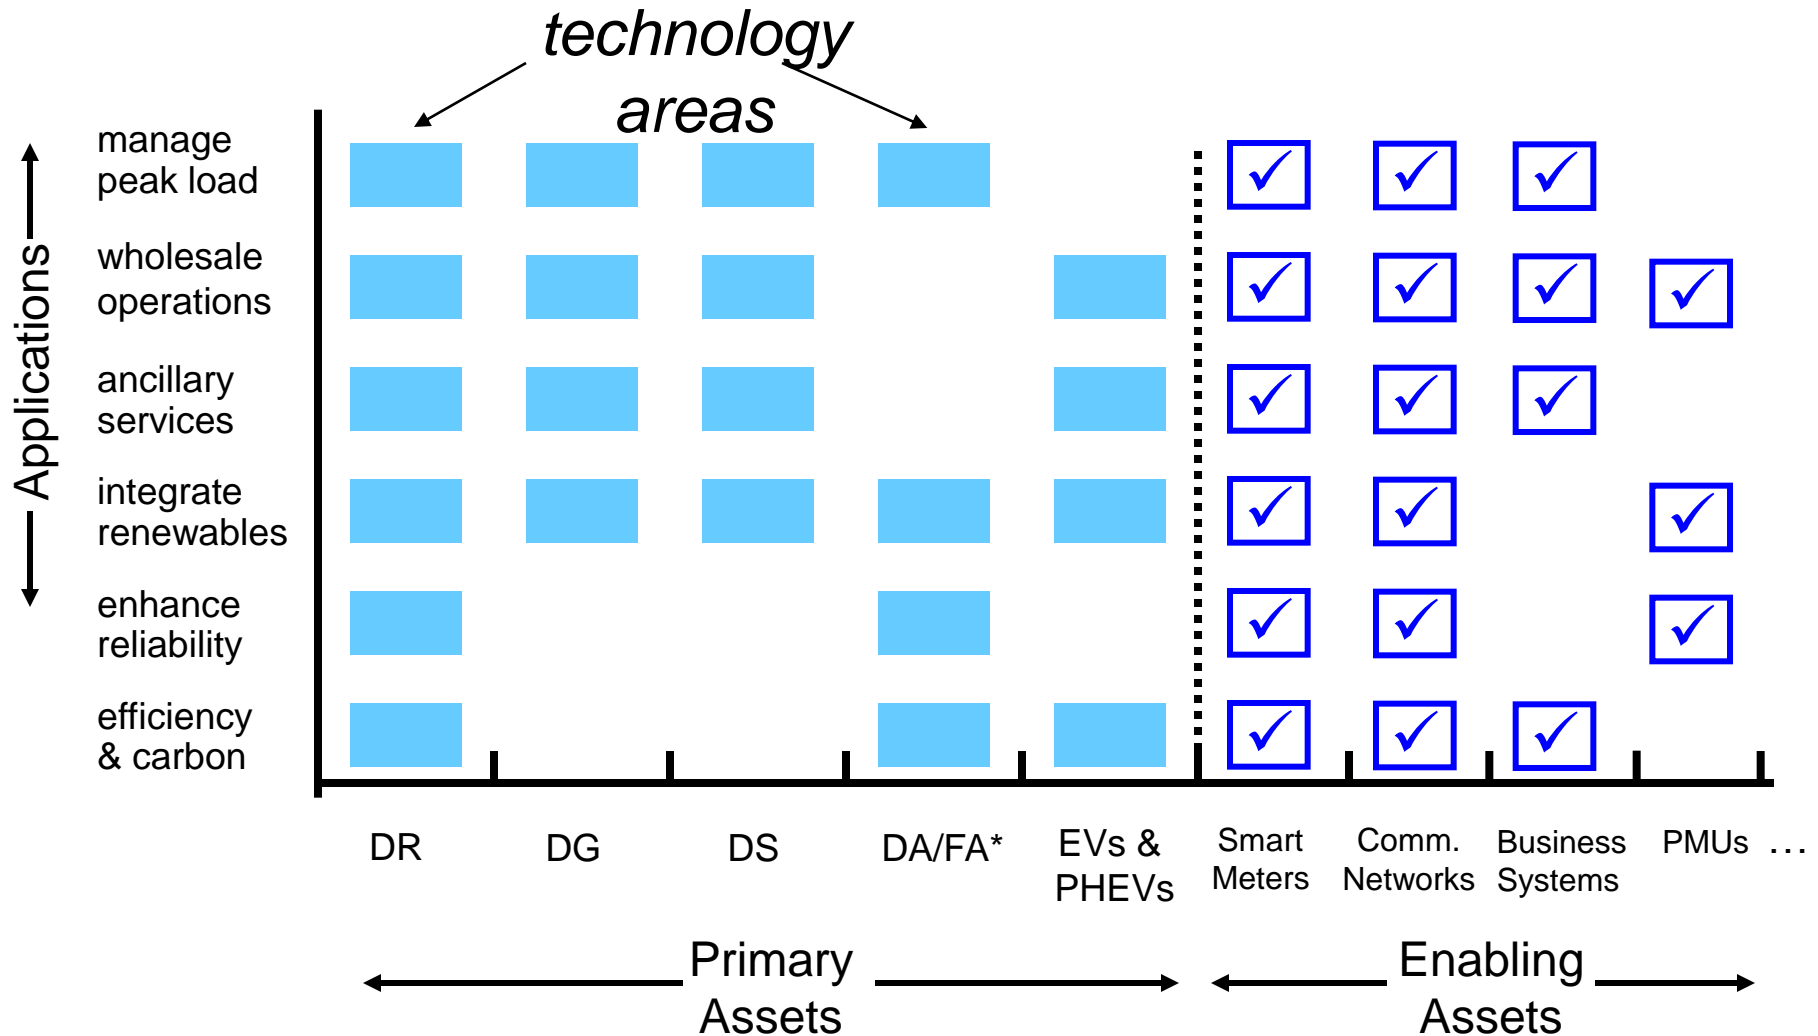 technology
areas
manage
peak load
wholesale
operations
ancillary
services
integrate
renewables
enhance
reliability
efficiency
& carbon
Applications
DR
DG
DS
DA/FA*
EVs &
PHEVs
Smart
Meters
Comm.
Networks
Business
Systems
PMUs
...
Primary
Assets
Enabling
Assets